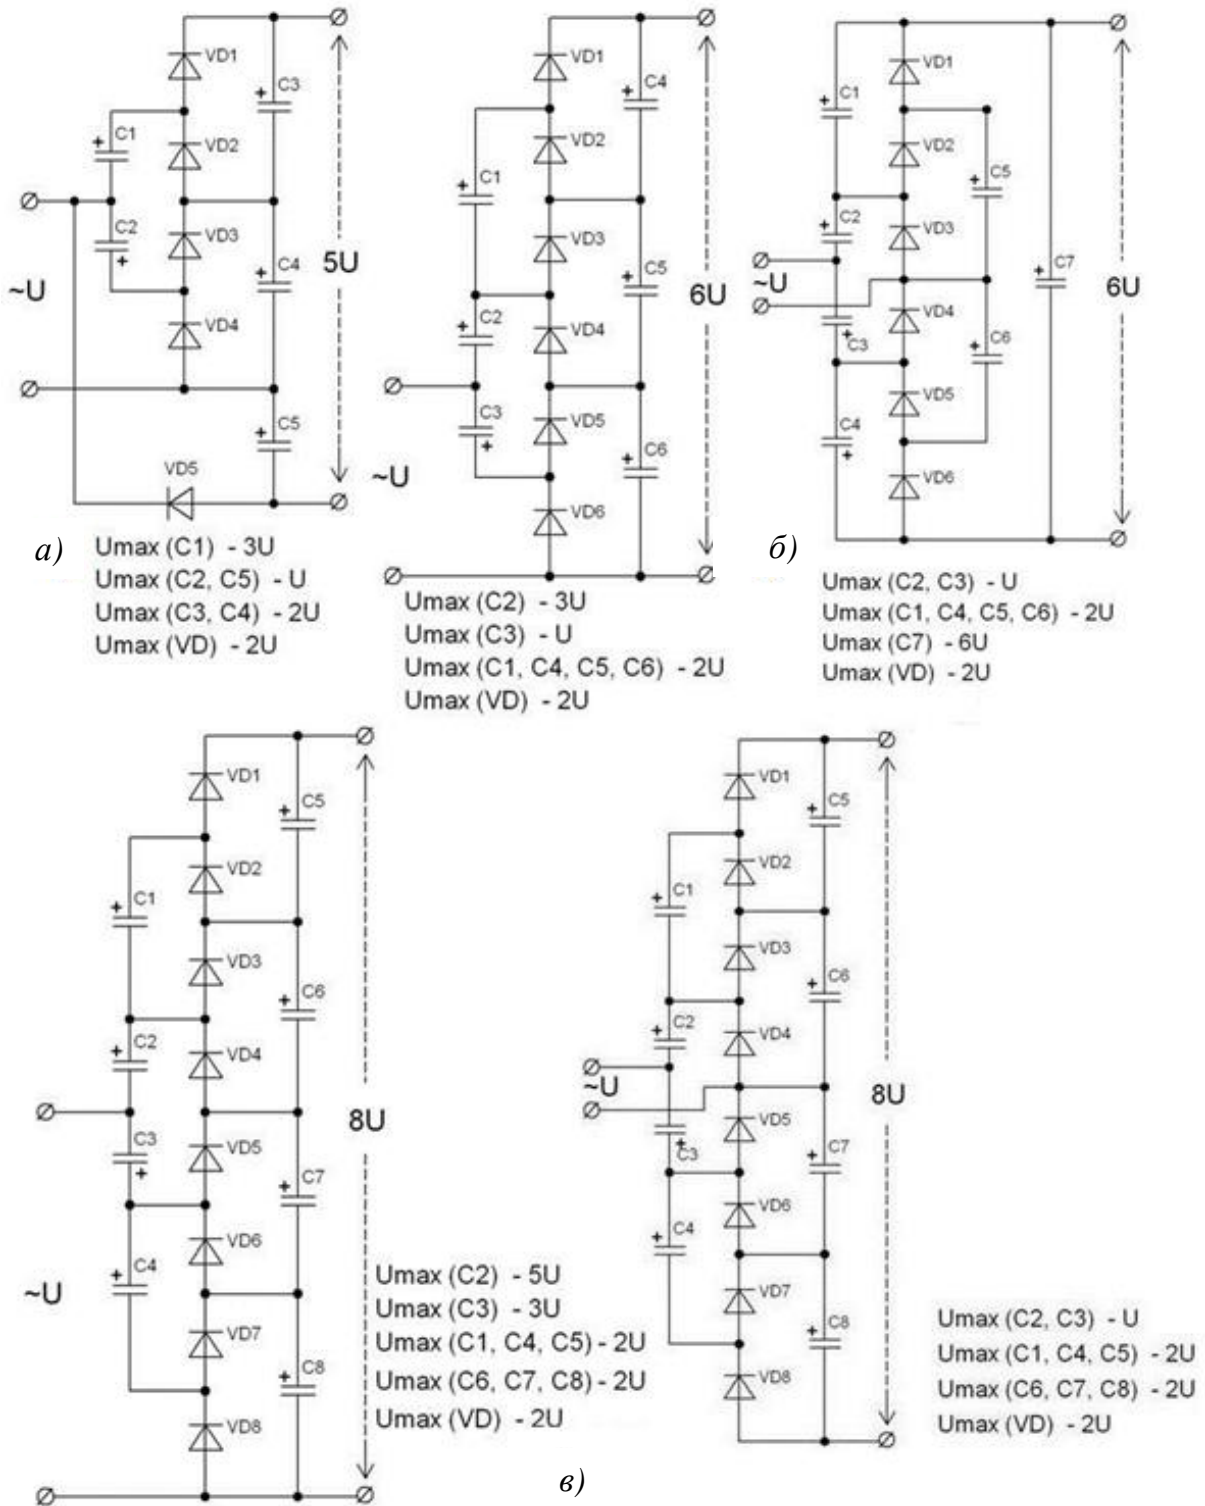 VD1
C3
+
C1
+
VD2
C2
+
VD3
C4
+
5U
~U
VD4
C5
+
VD5
а)
Umax (C1) - 3U
Umax (C2, C5) - U
Umax (C3, C4) - 2U
Umax (VD) - 2U
VD1
C4
+
VD2
C1
+
VD3
C5
+
6U
C2
+
VD4
C3
+
VD5
C6
+
~U
VD6
Umax (C2) - 3U
Umax (C3) - U
Umax (C1, C4, C5, C6) - 2U
Umax (VD) - 2U
VD1
C1
+
VD2
C5
+
C2
+
VD3
C7
+
~U
6U
VD4
C3
+
C6
+
VD5
C4
+
VD6
б)
Umax (C2, C3) - U
Umax (C1, C4, C5, C6) - 2U
Umax (C7) - 6U
Umax (VD) - 2U
VD1
C5
+
VD2
C1
+
VD3
C6
+
C2
+
VD4
8U
C3
+
VD5
C7
+
VD6
C4
+
~U
VD7
C8
+
VD8
Umax (C2) - 5U
Umax (C3) - 3U
Umax (C1, C4, C5) - 2U
Umax (C6, C7, C8) - 2U
Umax (VD) - 2U
VD1
C5
+
VD2
C1
+
VD3
C6
+
C2
+
VD4
~U
8U
VD5
C3
+
C7
+
VD6
C4
+
VD7
C8
+
VD8
Umax (C2, C3) - U
Umax (C1, C4, C5) - 2U
Umax (C6, C7, C8) - 2U
Umax (VD) - 2U
в)